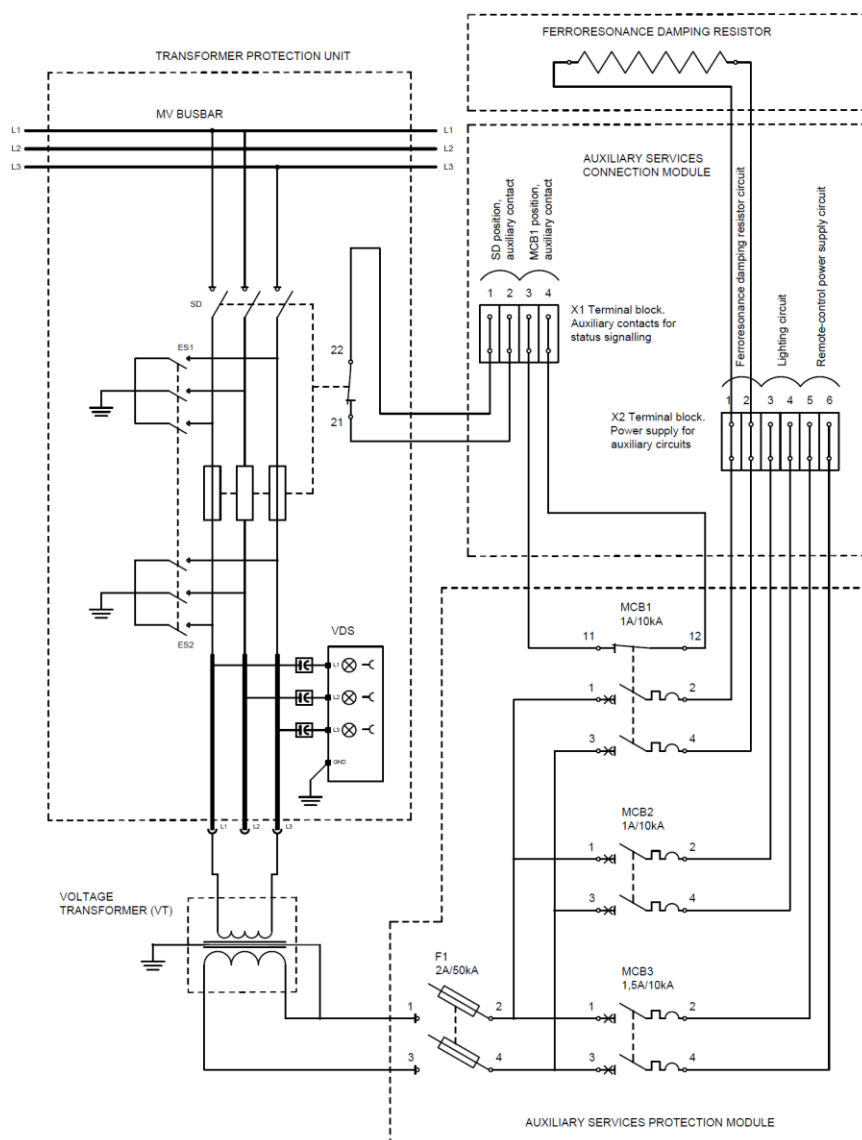 FERRORESONANCE DAMPING RESISTOR
TRANSFORMER PROTECTION UNIT
MV BUSBAR
L1
L1
L2
L2
L3
L3
AUXILIARY SERVICES
CONNECTION MODULE
SD position,
auxiliary contact
MCB1 position,
auxiliary contact
1 2 3 4
X1 Terminal block.
Auxiliary contacts for
status signalling
Ferroresonance damping resistor circuit
Lighting circuit
Remote-control power supply circuit
1 2 3 4 5 6
X2 Terminal block.
Power supply for
auxiliary circuits
SD
ES1
22
21
ES2
VDS
L1
L2
L3
GND
L1 L2 L3
MCB1
1A/10kA
11 12
1 2
3 4
MCB2
1A/10kA
1 2
3 4
VOLTAGE
TRANSFORMER (VT)
F1
2A/50kA
1 2
3 4
MCB3
1,5A/10kA
1 2
3 4
AUXILIARY SERVICES PROTECTION MODULE